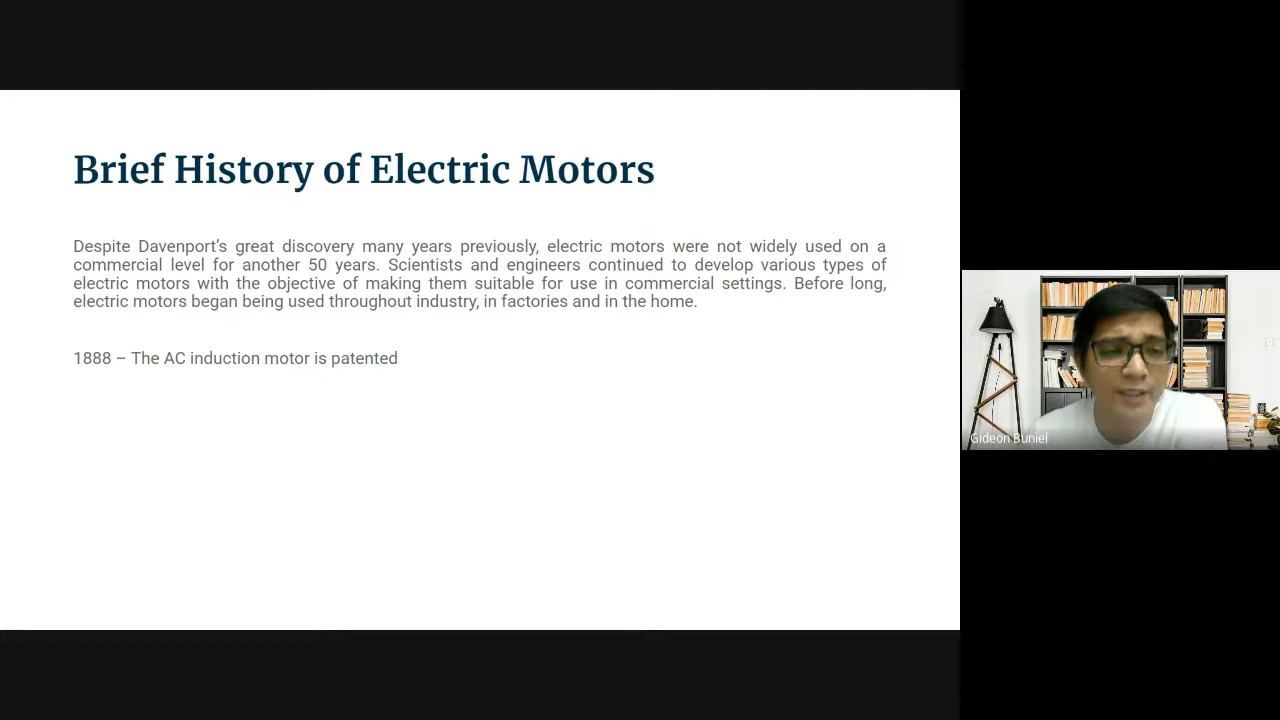 Brief History of Electric Motors
Despite Davenport’s great discovery many years previously, electric motors were not widely used on a
commercial level for another 50 years. Scientists and engineers continued to develop various types of
electric motors with the objective of making them suitable for use in commercial settings. Before long,
electric motors began being used throughout industry, in factories and in the home.
1888 – The AC induction motor is patented
Gideon Buniel